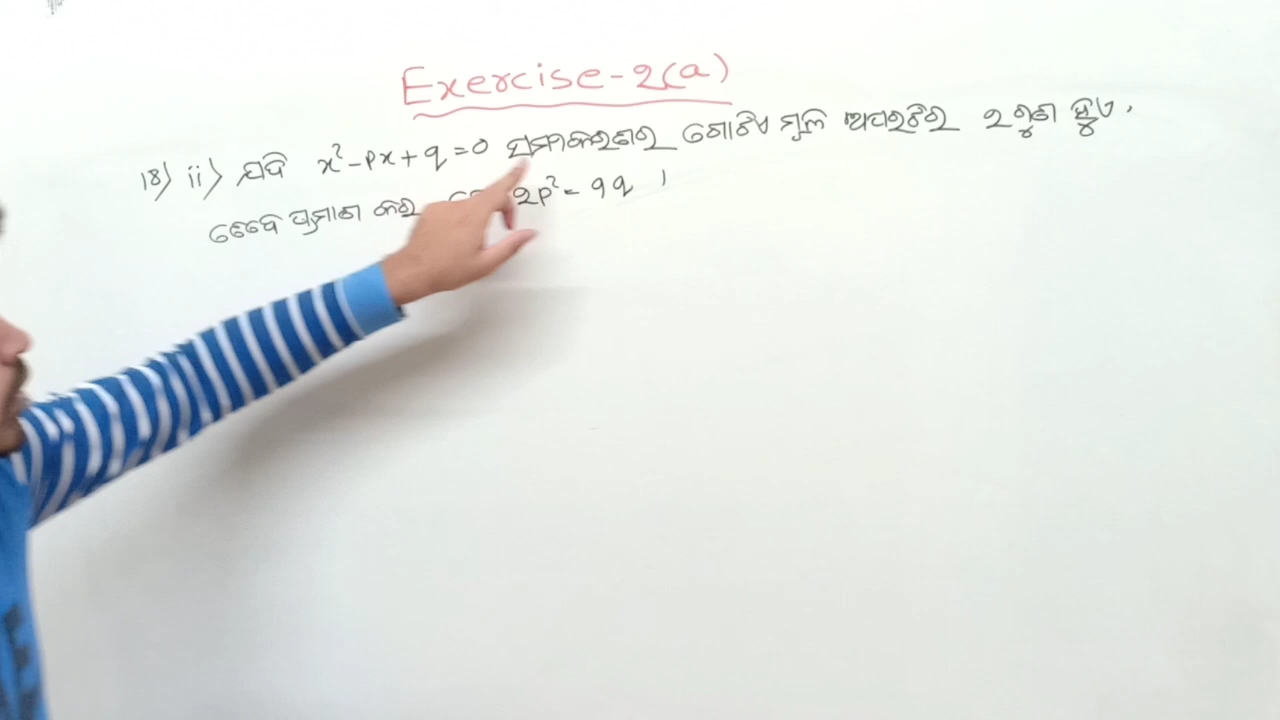 Exercise - 2(a)
18) ii) ଯଦି x² - px + q = 0 ସମୀକରଣର ଗୋଟିଏ ମୂଳ ଅପରଟିର 2 ଗୁଣ ହୁଏ,
ତେବେ ପ୍ରମାଣ କର 2p² = 9q ।